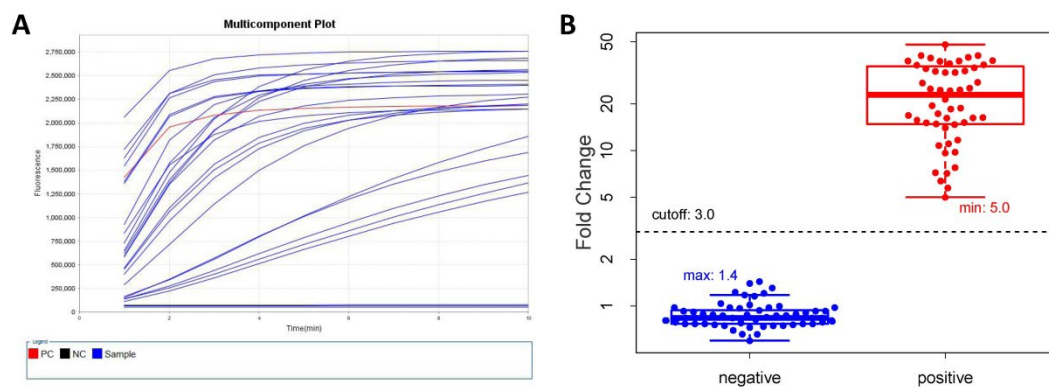 A
Multicomponent Plot
Fluorescence
2,750,000
2,500,000
2,250,000
2,000,000
1,750,000
1,500,000
1,250,000
1,000,000
750,000
500,000
250,000
0
0 2 4 6 8 10
Time(min)
Legend
PC NC Sample
B
Fold Change
50
20
10
5
2
1
cutoff: 3.0
min: 5.0
max: 1.4
negative positive